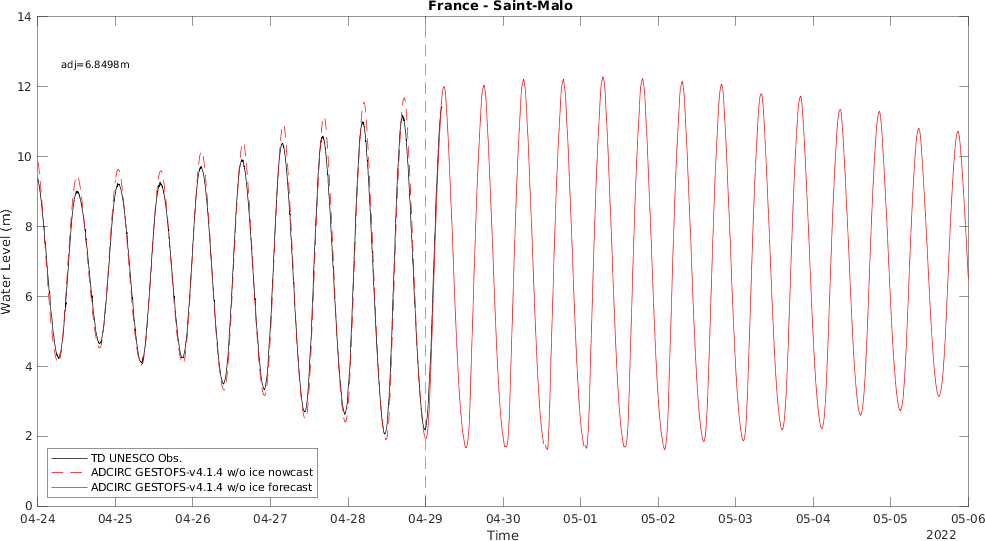 France - Saint-Malo
14
12
10
8
6
4
2
0
Water Level (m)
adj=6.8498m
TD UNESCO Obs.
ADCIRC GESTOFS-v4.1.4 w/o ice nowcast
ADCIRC GESTOFS-v4.1.4 w/o ice forecast
04-24 04-25 04-26 04-27 04-28 04-29 04-30 05-01 05-02 05-03 05-04 05-05 05-06
Time
2022